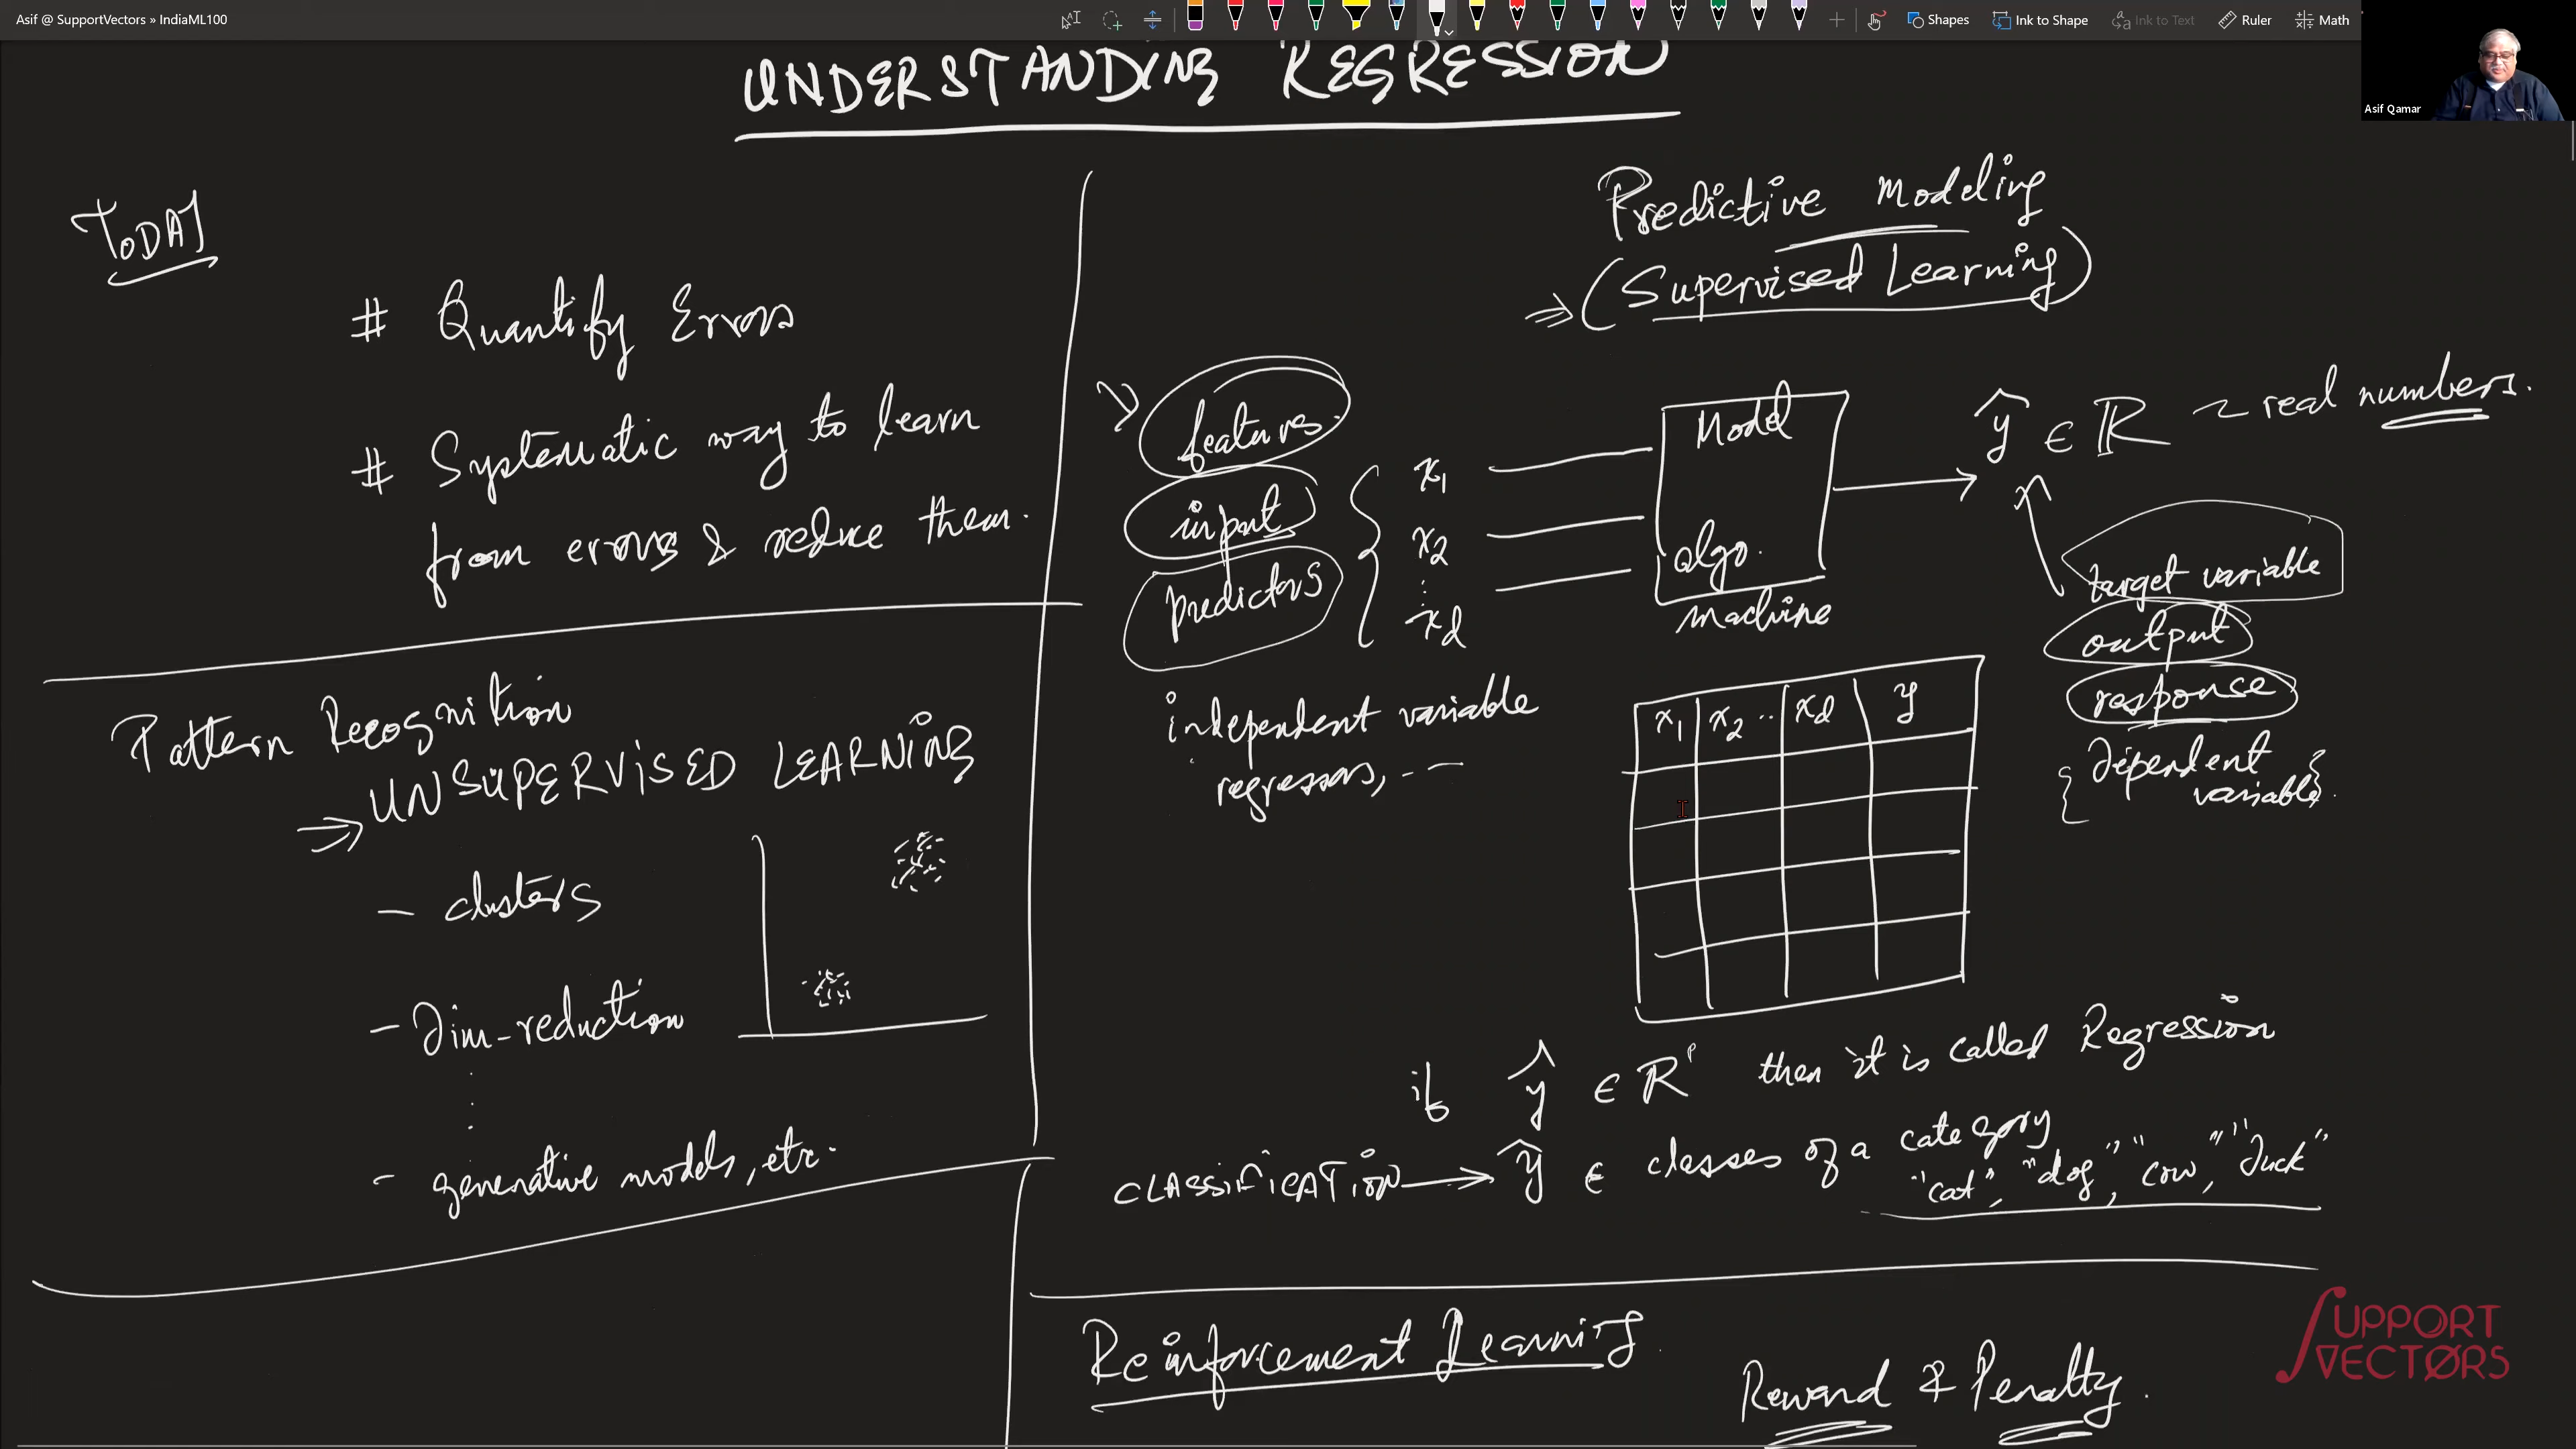 Asif @ SupportVectors » IndiaML100
Shapes
Ink to Shape
Ink to Text
Ruler
Math
Asif Qamar
UNDERSTANDING REGRESSION
TODAY
# Quantify Errors
# Systematic way to learn
from errors & reduce them.
Pattern Recognition
UNSUPERVISED LEARNING
⇒
- clusters
- Dim-reduction
- generative models, etc.
Predictive Modeling
⇒ (Supervised Learning)
features
input
predictors
independent variable
regressors, - -
x1
x2
⋮
xd
Model
algo.
machine
ŷ ∈ ℝ ~ real numbers.
target variable
output
response
{Dependent
variable}.
x1 x2 .. xd y
if ŷ ∈ ℝ' then it is called Regression
CLASSIFICATION → ŷ ∈ classes of a category
"cat", "dog", "cow", "Duck"
Reinforcement Learning
Reward & Penalty.
SUPPORT
VECTORS